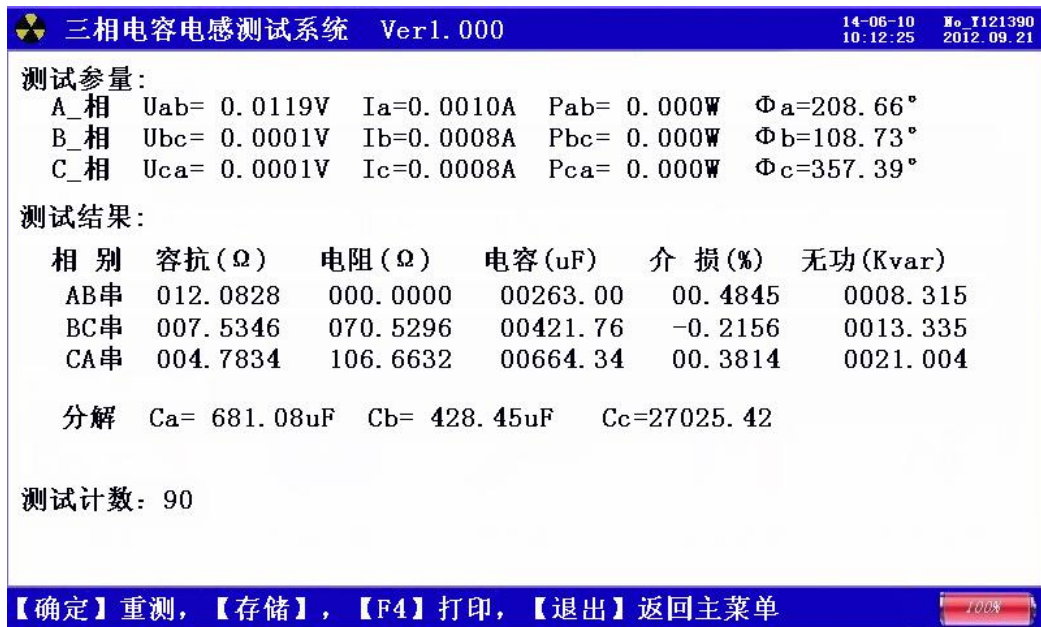 三相电容电感测试系统 Ver1.000 14-06-10 No_Y121390
10:12:25 2012.09.21
测试参量:
A_相 Uab= 0.0119V Ia=0.0010A Pab= 0.000W Φa=208.66°
B_相 Ubc= 0.0001V Ib=0.0008A Pbc= 0.000W Φb=108.73°
C_相 Uca= 0.0001V Ic=0.0008A Pca= 0.000W Φc=357.39°
测试结果:
相 别 容抗(Ω) 电阻(Ω) 电容(uF) 介 损(%) 无功(Kvar)
AB串 012.0828 000.0000 00263.00 00.4845 0008.315
BC串 007.5346 070.5296 00421.76 -0.2156 0013.335
CA串 004.7834 106.6632 00664.34 00.3814 0021.004
分解 Ca= 681.08uF Cb= 428.45uF Cc=27025.42
测试计数: 90
【确定】重测, 【存储】, 【F4】打印, 【退出】返回主菜单 100%